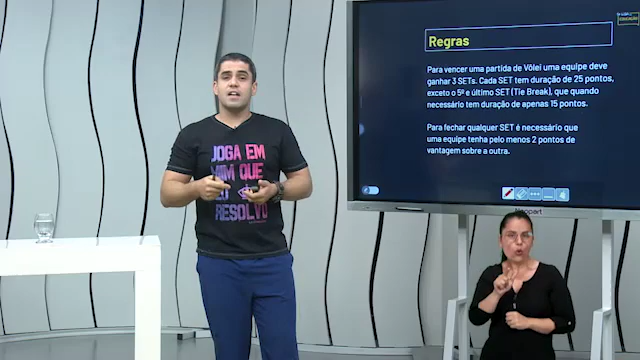 Regras
Para vencer uma partida de Vôlei uma equipe deve
ganhar 3 SETs. Cada SET tem duração de 25 pontos,
exceto o 5º e último SET (Tie Break), que quando
necessário tem duração de apenas 15 pontos.
Para fechar qualquer SET é necessário que
uma equipe tenha pelo menos 2 pontos de
vantagem sobre a outra.
JOGA EM
MIM QUE
EU
RESOLVO
EDUCAÇÃO